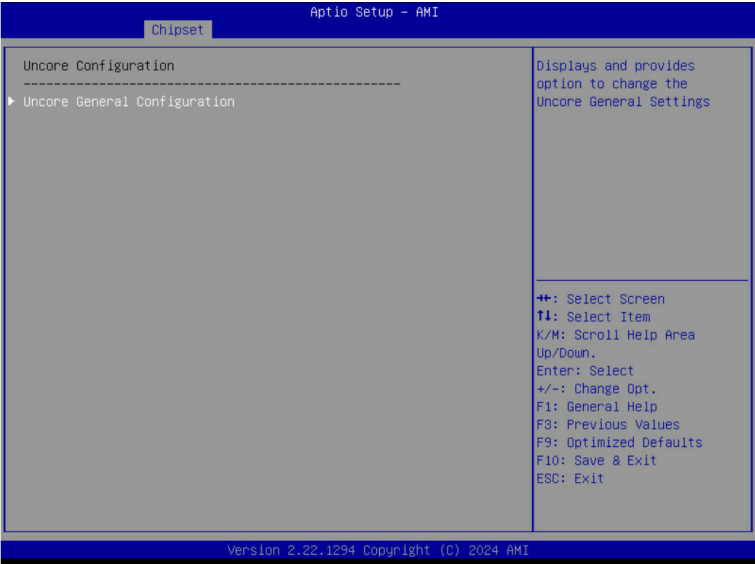 Aptio Setup – AMI
Chipset
Uncore Configuration
--------------------------------------------------
Uncore General Configuration
Displays and provides
option to change the
Uncore General Settings
→←: Select Screen
↑↓: Select Item
K/M: Scroll Help Area
Up/Down.
Enter: Select
+/-: Change Opt.
F1: General Help
F3: Previous Values
F9: Optimized Defaults
F10: Save & Exit
ESC: Exit
Version 2.22.1294 Copyright (C) 2024 AMI